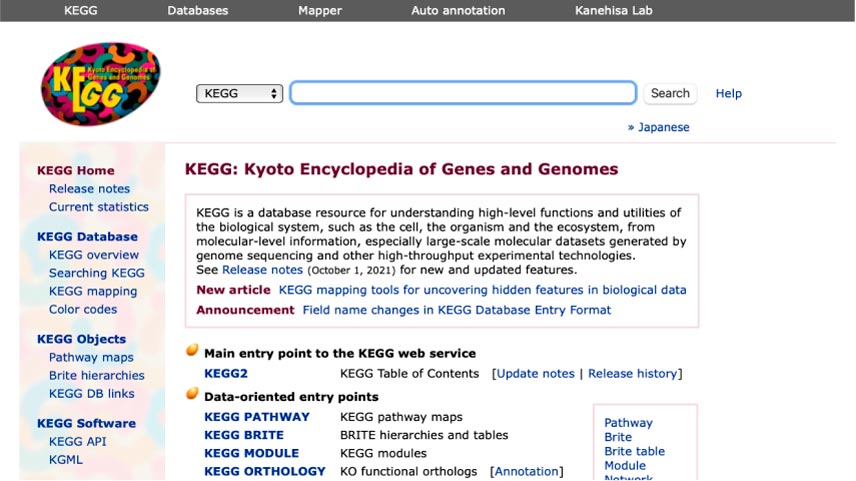 KEGG Databases Mapper Auto annotation Kanehisa Lab
KEGG Kyoto Encyclopedia of Genes and Genomes
KEGG Search Help
» Japanese
KEGG Home
Release notes
Current statistics
KEGG Database
KEGG overview
Searching KEGG
KEGG mapping
Color codes
KEGG Objects
Pathway maps
Brite hierarchies
KEGG DB links
KEGG Software
KEGG API
KGML
KEGG: Kyoto Encyclopedia of Genes and Genomes
KEGG is a database resource for understanding high-level functions and utilities of
the biological system, such as the cell, the organism and the ecosystem, from
molecular-level information, especially large-scale molecular datasets generated by
genome sequencing and other high-throughput experimental technologies.
See Release notes (October 1, 2021) for new and updated features.
New article KEGG mapping tools for uncovering hidden features in biological data
Announcement Field name changes in KEGG Database Entry Format
Main entry point to the KEGG web service
KEGG2 KEGG Table of Contents [Update notes | Release history]
Data-oriented entry points
KEGG PATHWAY KEGG pathway maps
KEGG BRITE BRITE hierarchies and tables
KEGG MODULE KEGG modules
KEGG ORTHOLOGY KO functional orthologs [Annotation]
Pathway
Brite
Brite table
Module
Network